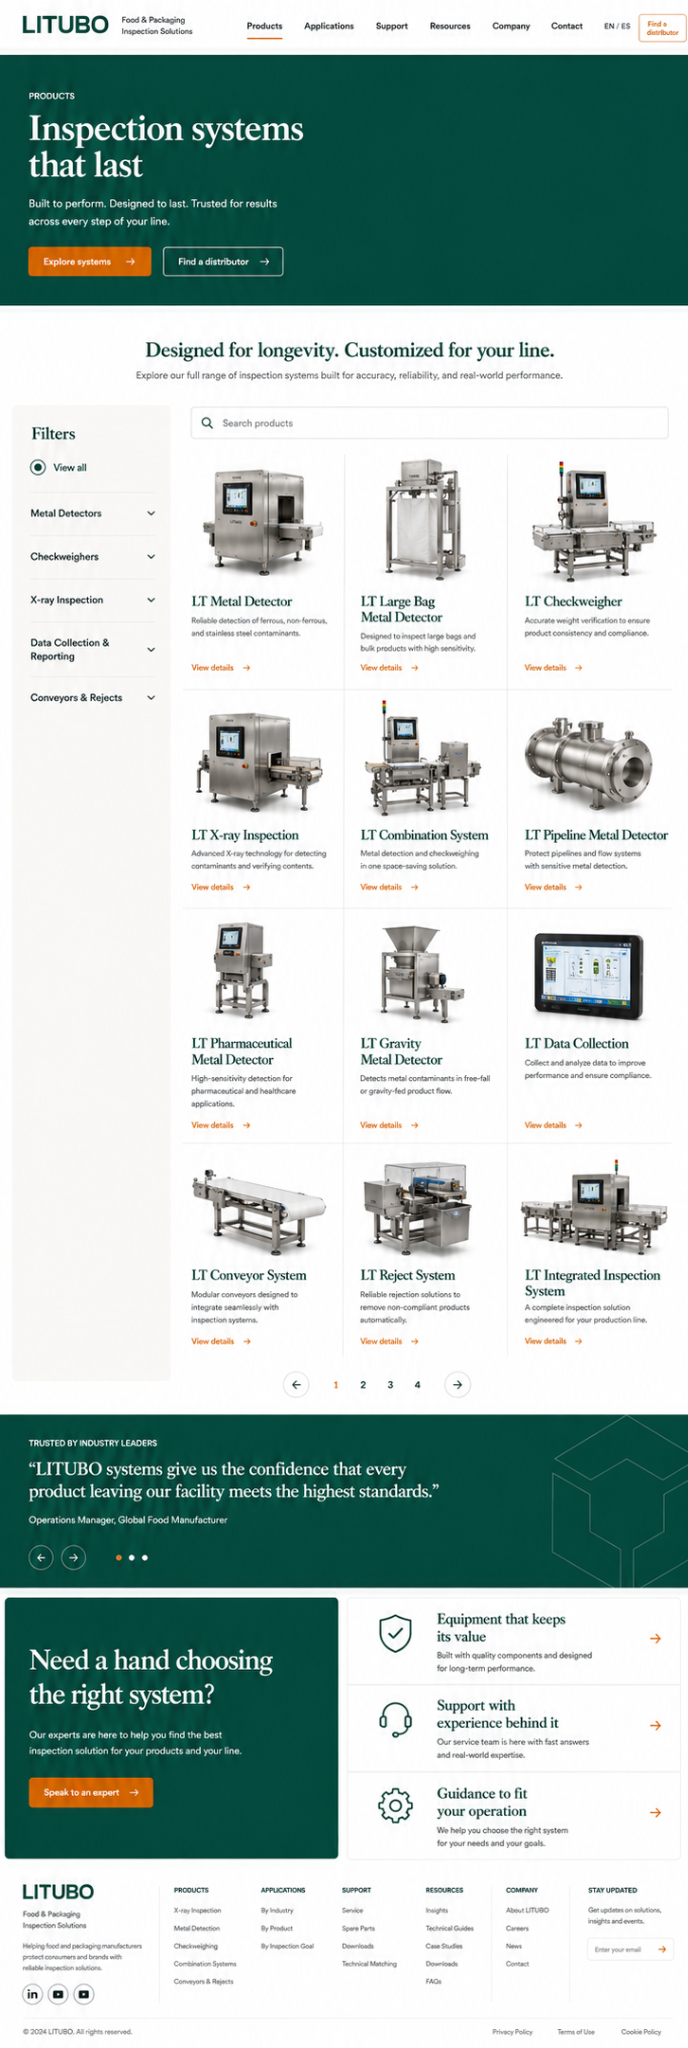 LITUBO
Food & Packaging
Inspection Solutions
Products
Applications
Support
Resources
Company
Contact
EN / ES
Find a
distributor
PRODUCTS
Inspection systems
that last
Built to perform. Designed to last. Trusted for results
across every step of your line.
Explore systems →
Find a distributor →
Designed for longevity. Customized for your line.
Explore our full range of inspection systems built for accuracy, reliability, and real-world performance.
Filters
View all
Metal Detectors
Checkweighers
X-ray Inspection
Data Collection &
Reporting
Conveyors & Rejects
Search products
LITUBO
LT Metal Detector
Reliable detection of ferrous, non-ferrous,
and stainless steel contaminants.
View details →
LT Large Bag
Metal Detector
Designed to inspect large bags and
bulk products with high sensitivity.
View details →
LT Checkweigher
Accurate weight verification to ensure
product consistency and compliance.
View details →
LT X-ray Inspection
Advanced X-ray technology for detecting
contaminants and verifying contents.
View details →
LT Combination System
Metal detection and checkweighing
in one space-saving solution.
View details →
LT Pipeline Metal Detector
Protect pipelines and flow systems
with sensitive metal detection.
View details →
LT Pharmaceutical
Metal Detector
High-sensitivity detection for
pharmaceutical and healthcare
applications.
View details →
LT Gravity
Metal Detector
Detects metal contaminants in free-fall
or gravity-fed product flow.
View details →
LT Data Collection
Collect and analyze data to improve
performance and ensure compliance.
View details →
LT Conveyor System
Modular conveyors designed to
integrate seamlessly with
inspection systems.
View details →
LT Reject System
Reliable rejection solutions to
remove non-compliant products
automatically.
View details →
LT Integrated Inspection
System
A complete inspection solution
engineered for your production line.
View details →
← 1 2 3 4 →
TRUSTED BY INDUSTRY LEADERS
“LITUBO systems give us the confidence that every
product leaving our facility meets the highest standards.”
Operations Manager, Global Food Manufacturer
Need a hand choosing
the right system?
Our experts are here to help you find the best
inspection solution for your products and your line.
Speak to an expert →
Equipment that keeps
its value
Built with quality components and designed
for long-term performance.
Support with
experience behind it
Our service team is here with fast answers
and real-world expertise.
Guidance to fit
your operation
We help you choose the right system
for your needs and your goals.
LITUBO
Food & Packaging
Inspection Solutions
Helping food and packaging manufacturers
protect consumers and brands with
reliable inspection solutions.
in
PRODUCTS
X-ray Inspection
Metal Detection
Checkweighing
Combination Systems
Conveyors & Rejects
APPLICATIONS
By Industry
By Product
By Inspection Goal
SUPPORT
Service
Spare Parts
Downloads
Technical Matching
RESOURCES
Insights
Technical Guides
Case Studies
Downloads
FAQs
COMPANY
About LITUBO
Careers
News
Contact
STAY UPDATED
Get updates on solutions,
insights and events.
Enter your email →
© 2024 LITUBO. All rights reserved.
Privacy Policy
Terms of Use
Cookie Policy